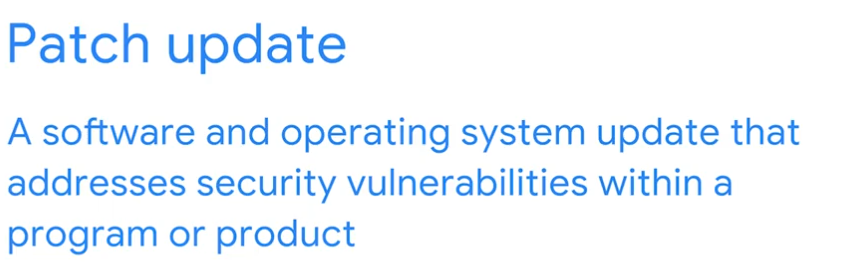 Patch update
A software and operating system update that
addresses security vulnerabilities within a
program or product